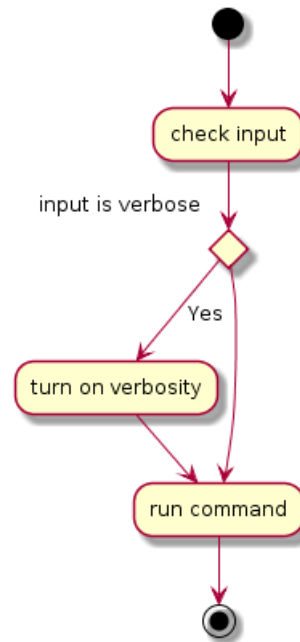 check input
input is verbose
Yes
turn on verbosity
run command